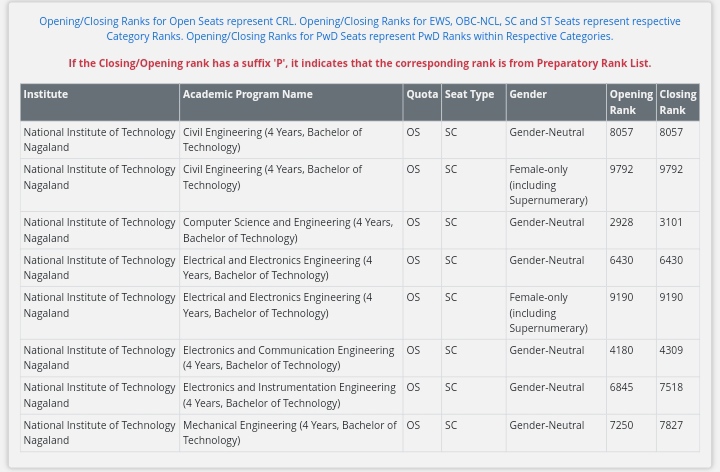 Opening/Closing Ranks for Open Seats represent CRL. Opening/Closing Ranks for EWS, OBC-NCL, SC and ST Seats represent respective
Category Ranks. Opening/Closing Ranks for PwD Seats represent PwD Ranks within Respective Categories.
If the Closing/Opening rank has a suffix 'P', it indicates that the corresponding rank is from Preparatory Rank List.
Institute Academic Program Name Quota Seat Type Gender Opening Closing
Rank Rank
National Institute of Technology Civil Engineering (4 Years, Bachelor of OS SC Gender-Neutral 8057 8057
Nagaland Technology)
National Institute of Technology Civil Engineering (4 Years, Bachelor of OS SC Female-only 9792 9792
Nagaland Technology) (including
Supernumerary)
National Institute of Technology Computer Science and Engineering (4 Years, OS SC Gender-Neutral 2928 3101
Nagaland Bachelor of Technology)
National Institute of Technology Electrical and Electronics Engineering (4 OS SC Gender-Neutral 6430 6430
Nagaland Years, Bachelor of Technology)
National Institute of Technology Electrical and Electronics Engineering (4 OS SC Female-only 9190 9190
Nagaland Years, Bachelor of Technology) (including
Supernumerary)
National Institute of Technology Electronics and Communication Engineering OS SC Gender-Neutral 4180 4309
Nagaland (4 Years, Bachelor of Technology)
National Institute of Technology Electronics and Instrumentation Engineering OS SC Gender-Neutral 6845 7518
Nagaland (4 Years, Bachelor of Technology)
National Institute of Technology Mechanical Engineering (4 Years, Bachelor of OS SC Gender-Neutral 7250 7827
Nagaland Technology)